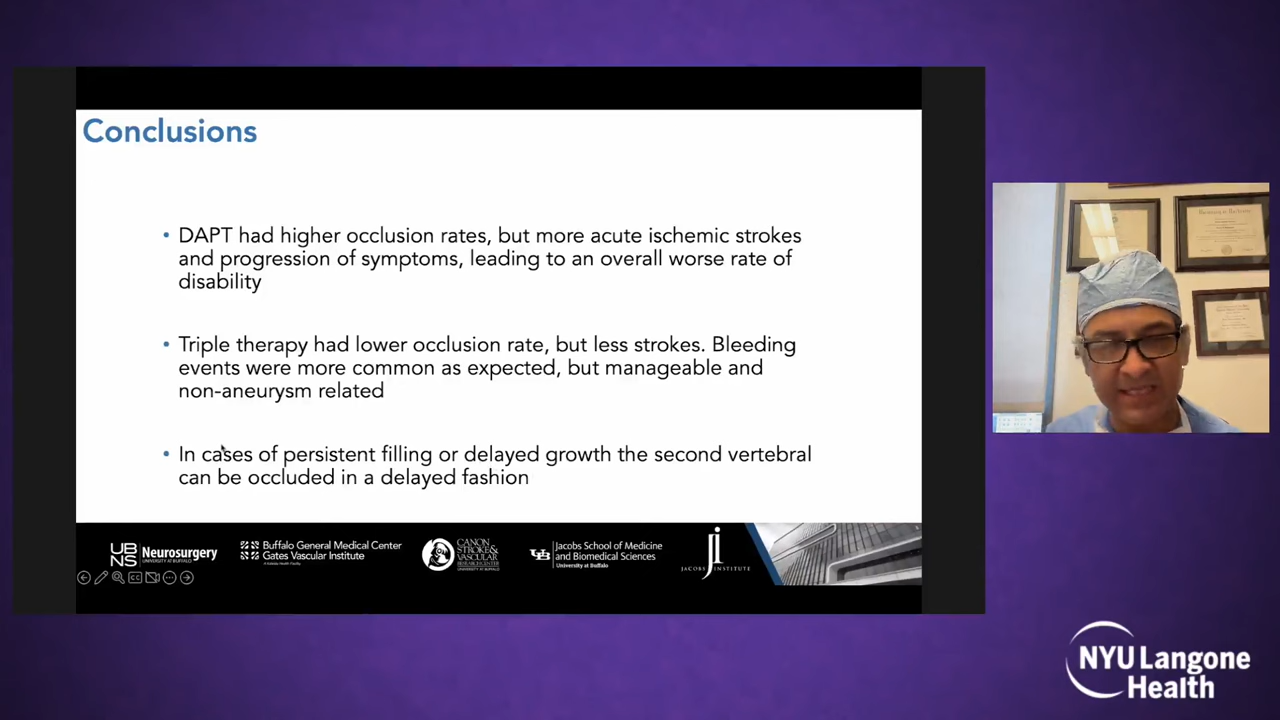 Conclusions
• DAPT had higher occlusion rates, but more acute ischemic strokes
and progression of symptoms, leading to an overall worse rate of
disability
• Triple therapy had lower occlusion rate, but less strokes. Bleeding
events were more common as expected, but manageable and
non-aneurysm related
• In cases of persistent filling or delayed growth the second vertebral
can be occluded in a delayed fashion
UBNS Neurosurgery
UNIVERSITY AT BUFFALO
Buffalo General Medical Center
Gates Vascular Institute
A Kaleida Health Facility
CANON
STROKE &
VASCULAR
RESEARCH CENTER
UNIVERSITY AT BUFFALO
Jacobs School of Medicine
and Biomedical Sciences
University at Buffalo
JACOBS INSTITUTE
CC
NYU Langone
Health